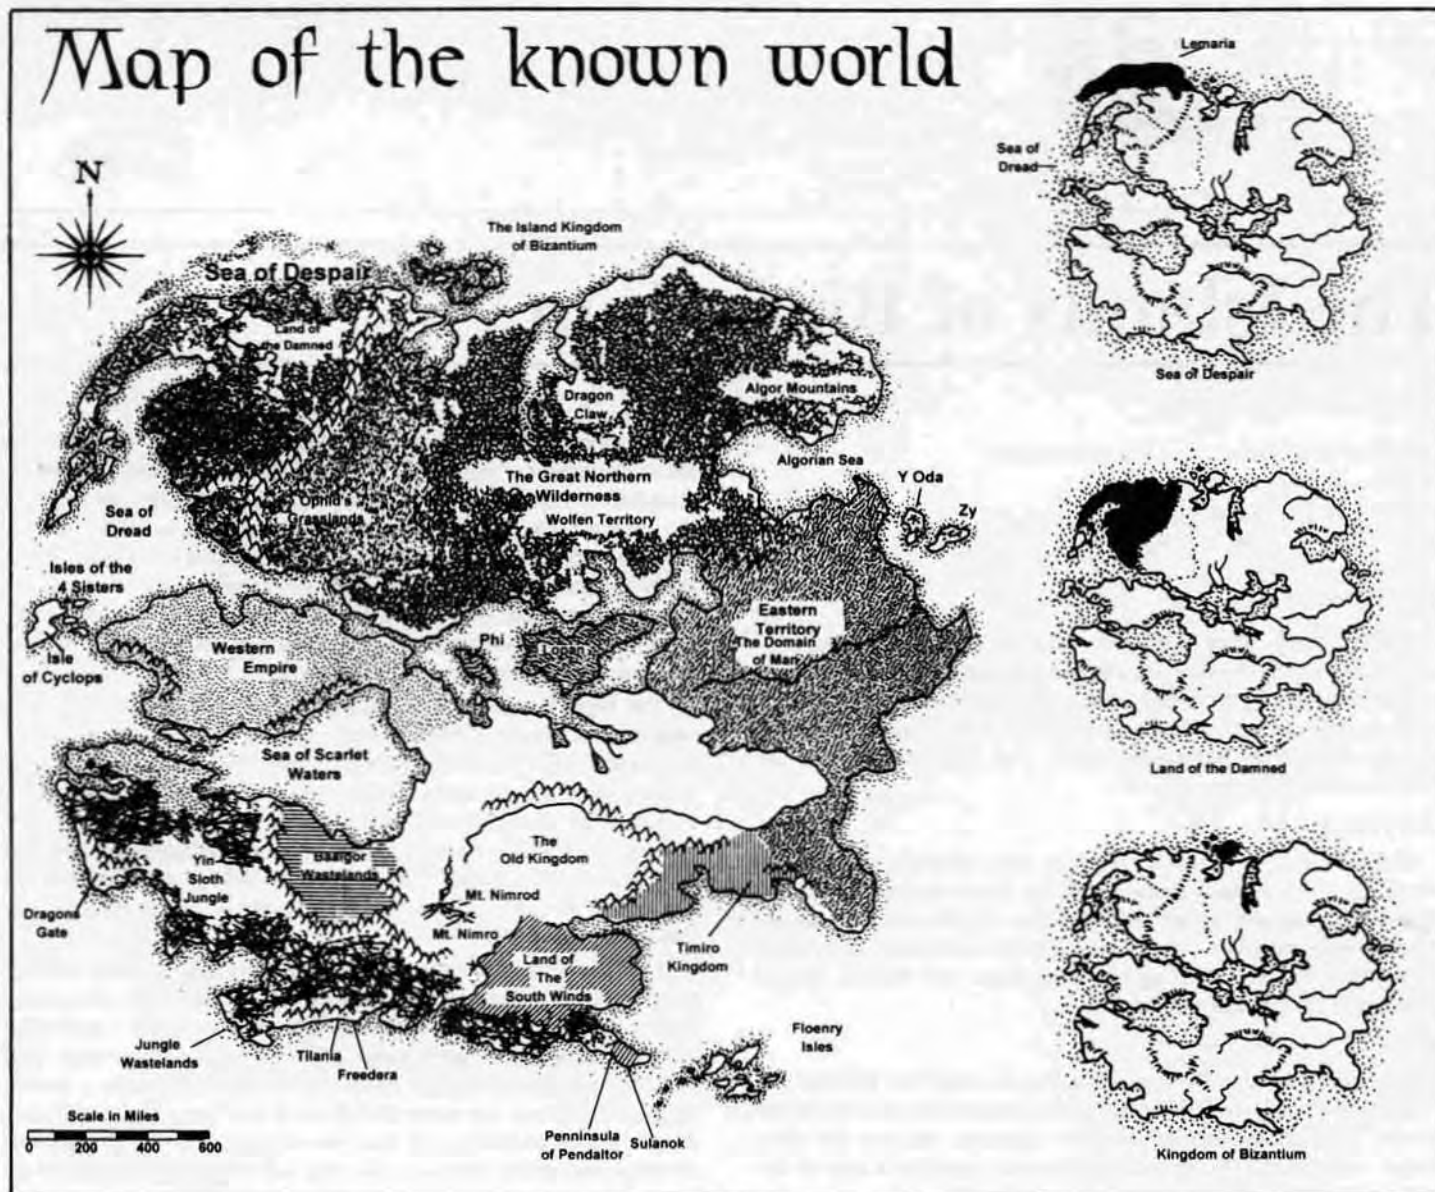 Map of the known world
N
The Island Kingdom
of Bizantium
Sea of Despair
Land of
the Damned
Dragon
Claw
Algor Mountains
Algorian Sea
The Great Northern
Wilderness
Wolfen Territory
Ophid's
Grasslands
Sea of
Dread
Y Oda
Zy
Isles of the
4 Sisters
Isle
of Cyclops
Western
Empire
Phi
Lopan
Eastern
Territory
The Domain
of Man
Sea of Scarlet
Waters
The
Old Kingdom
Baalgor
Wastelands
Yin
Sloth
Jungle
Mt. Nimrod
Mt. Nimro
Dragons
Gate
Timiro
Kingdom
Land of
The
South Winds
Jungle
Wastelands
Tilania
Freedera
Floenry
Isles
Penninsula
of Pendaltor
Sulanok
Scale in Miles
0 200 400 600
Lemaria
Sea of
Dread
Sea of Despair
Land of the Damned
Kingdom of Bizantium